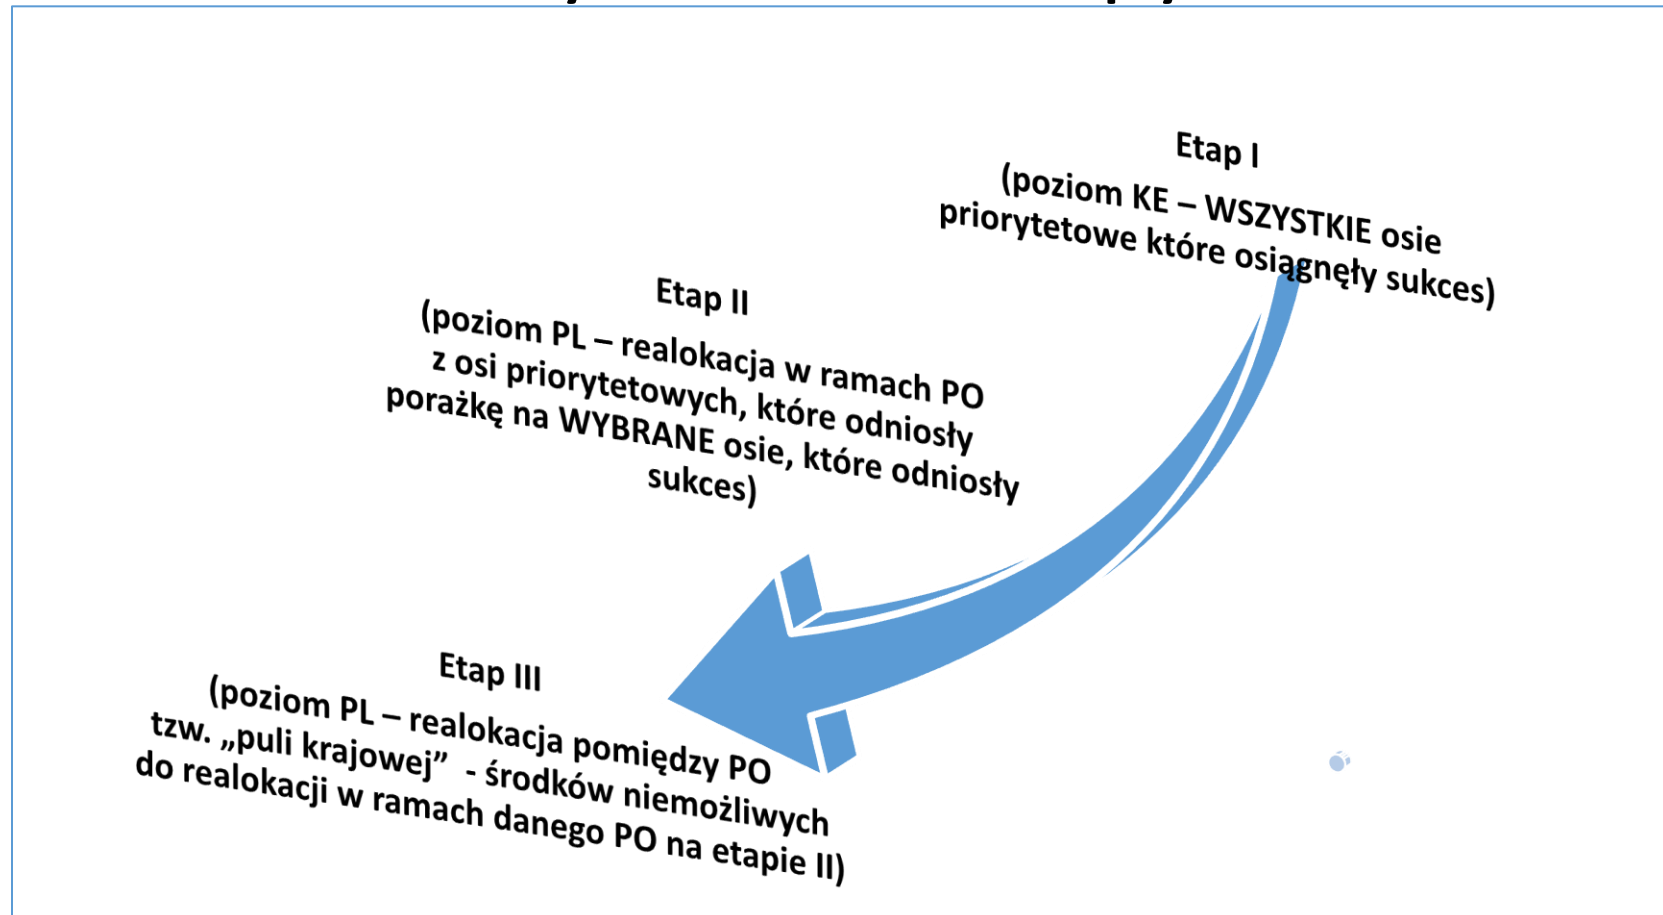 Etap I
(poziom KE – WSZYSTKIE osie
priorytetowe które osiągnęły sukces)
Etap II
(poziom PL – realokacja w ramach PO
z osi priorytetowych, które odniosły
porażkę na WYBRANE osie, które odniosły
sukces)
Etap III
(poziom PL – realokacja pomiędzy PO
tzw. „puli krajowej” - środków niemożliwych
do realokacji w ramach danego PO na etapie II)